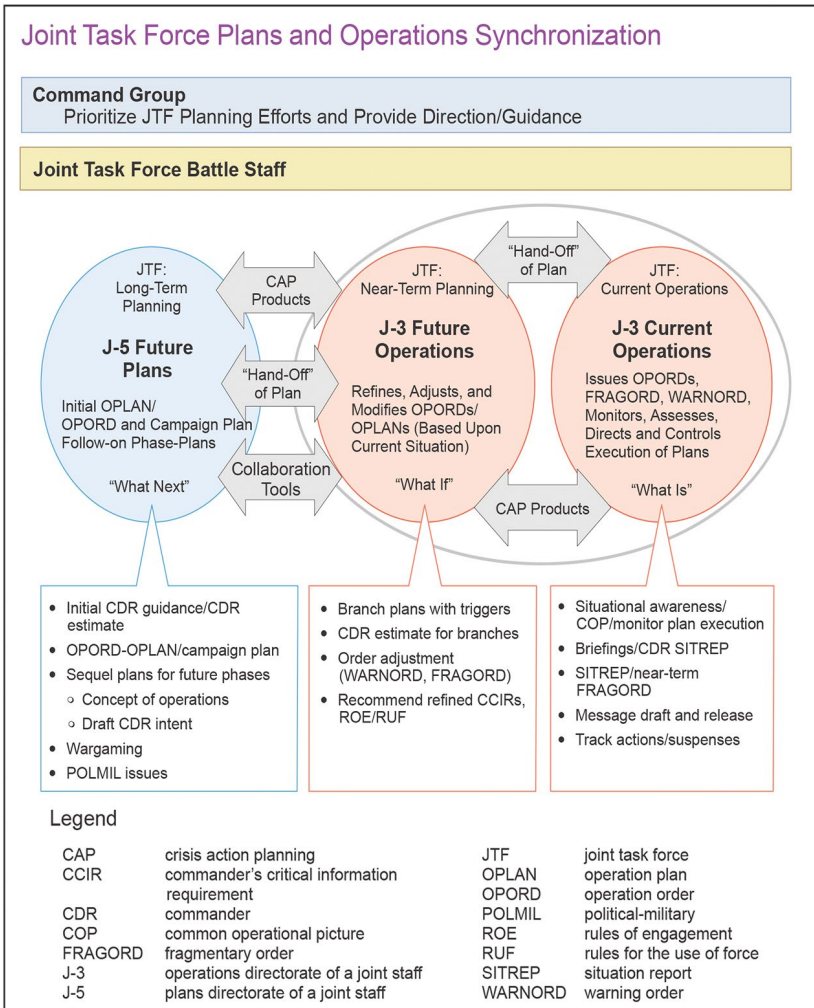 Joint Task Force Plans and Operations Synchronization
Command Group
Prioritize JTF Planning Efforts and Provide Direction/Guidance
Joint Task Force Battle Staff
JTF:
Long-Term
Planning
J-5 Future
Plans
Initial OPLAN/
OPORD and Campaign Plan
Follow-on Phase-Plans
"What Next"
CAP
Products
"Hand-Off"
of Plan
Collaboration
Tools
JTF:
Near-Term Planning
J-3 Future
Operations
Refines, Adjusts, and
Modifies OPORDs/
OPLANs (Based Upon
Current Situation)
"What If"
"Hand-Off"
of Plan
CAP Products
JTF:
Current Operations
J-3 Current
Operations
Issues OPORDs,
FRAGORD, WARNORD,
Monitors, Assesses,
Directs and Controls
Execution of Plans
"What Is"
• Initial CDR guidance/CDR
estimate
• OPORD-OPLAN/campaign plan
• Sequel plans for future phases
○ Concept of operations
○ Draft CDR intent
• Wargaming
• POLMIL issues
• Branch plans with triggers
• CDR estimate for branches
• Order adjustment
(WARNORD, FRAGORD)
• Recommend refined CCIRs,
ROE/RUF
• Situational awareness/
COP/monitor plan execution
• Briefings/CDR SITREP
• SITREP/near-term
FRAGORD
• Message draft and release
• Track actions/suspenses
Legend
CAP crisis action planning
CCIR commander's critical information
requirement
CDR commander
COP common operational picture
FRAGORD fragmentary order
J-3 operations directorate of a joint staff
J-5 plans directorate of a joint staff
JTF joint task force
OPLAN operation plan
OPORD operation order
POLMIL political-military
ROE rules of engagement
RUF rules for the use of force
SITREP situation report
WARNORD warning order